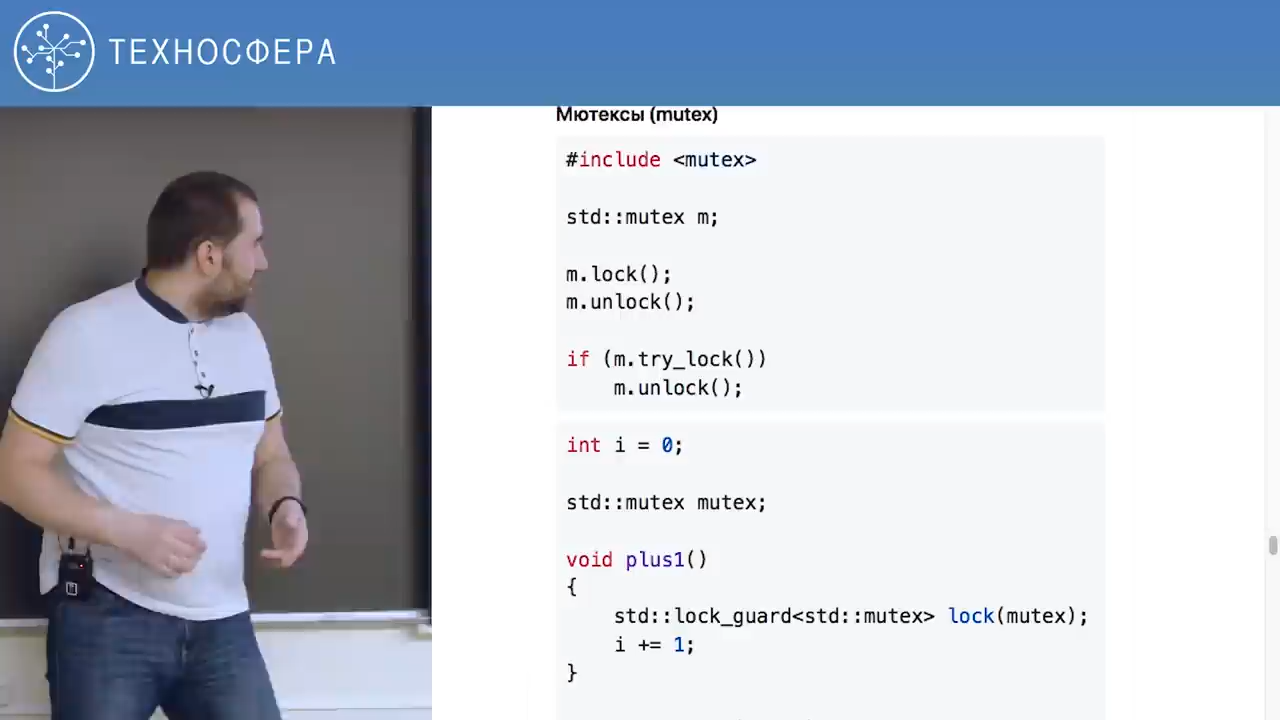 ТЕХНОСФЕРА
Мютексы (mutex)
#include <mutex>
std::mutex m;
m.lock();
m.unlock();
if (m.try_lock())
    m.unlock();
int i = 0;
std::mutex mutex;
void plus1()
{
    std::lock_guard<std::mutex> lock(mutex);
    i += 1;
}